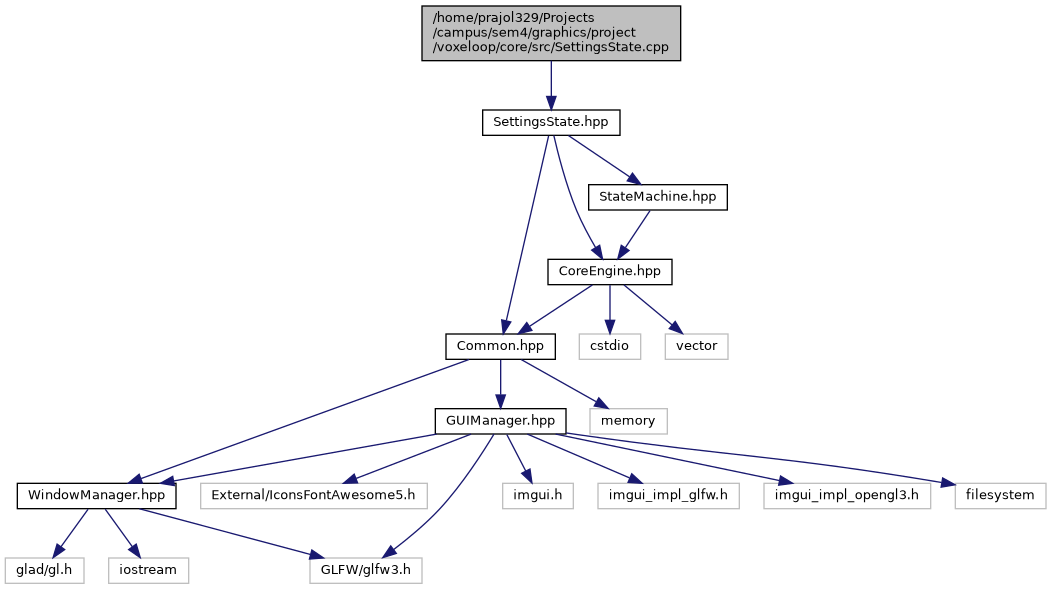 /home/prajol329/Projects
/campus/sem4/graphics/project
/voxeloop/core/src/SettingsState.cpp
SettingsState.hpp
StateMachine.hpp
CoreEngine.hpp
Common.hpp
cstdio
vector
GUIManager.hpp
memory
WindowManager.hpp
External/IconsFontAwesome5.h
imgui.h
imgui_impl_glfw.h
imgui_impl_opengl3.h
filesystem
glad/gl.h
iostream
GLFW/glfw3.h